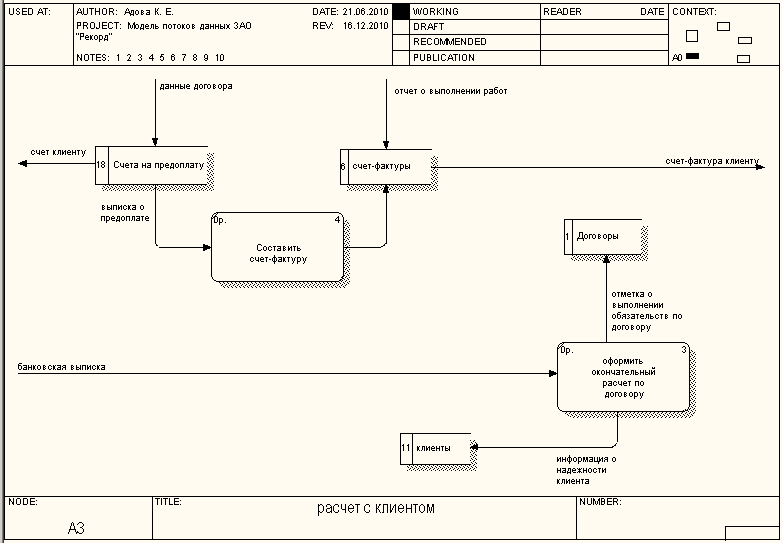 USED AT:
AUTHOR: Адова К. Е.
DATE: 21.06.2010
PROJECT: Модель потоков данных ЗАО
"Рекорд"
REV: 16.12.2010
NOTES: 1 2 3 4 5 6 7 8 9 10
WORKING
DRAFT
RECOMMENDED
PUBLICATION
READER DATE
CONTEXT:
A0
данные договора
отчет о выполнении работ
счет клиенту
18 Счета на предоплату
6 счет-фактуры
счет-фактура клиенту
выписка о
предоплате
0р. 4
Составить
счет-фактуру
1 Договоры
отметка о
выполнении
обязательств по
договору
банковская выписка
0р. 3
оформить
окончательный
расчет по
договору
11 клиенты
информация о
надежности
клиента
NODE:
A3
TITLE:
расчет с клиентом
NUMBER: